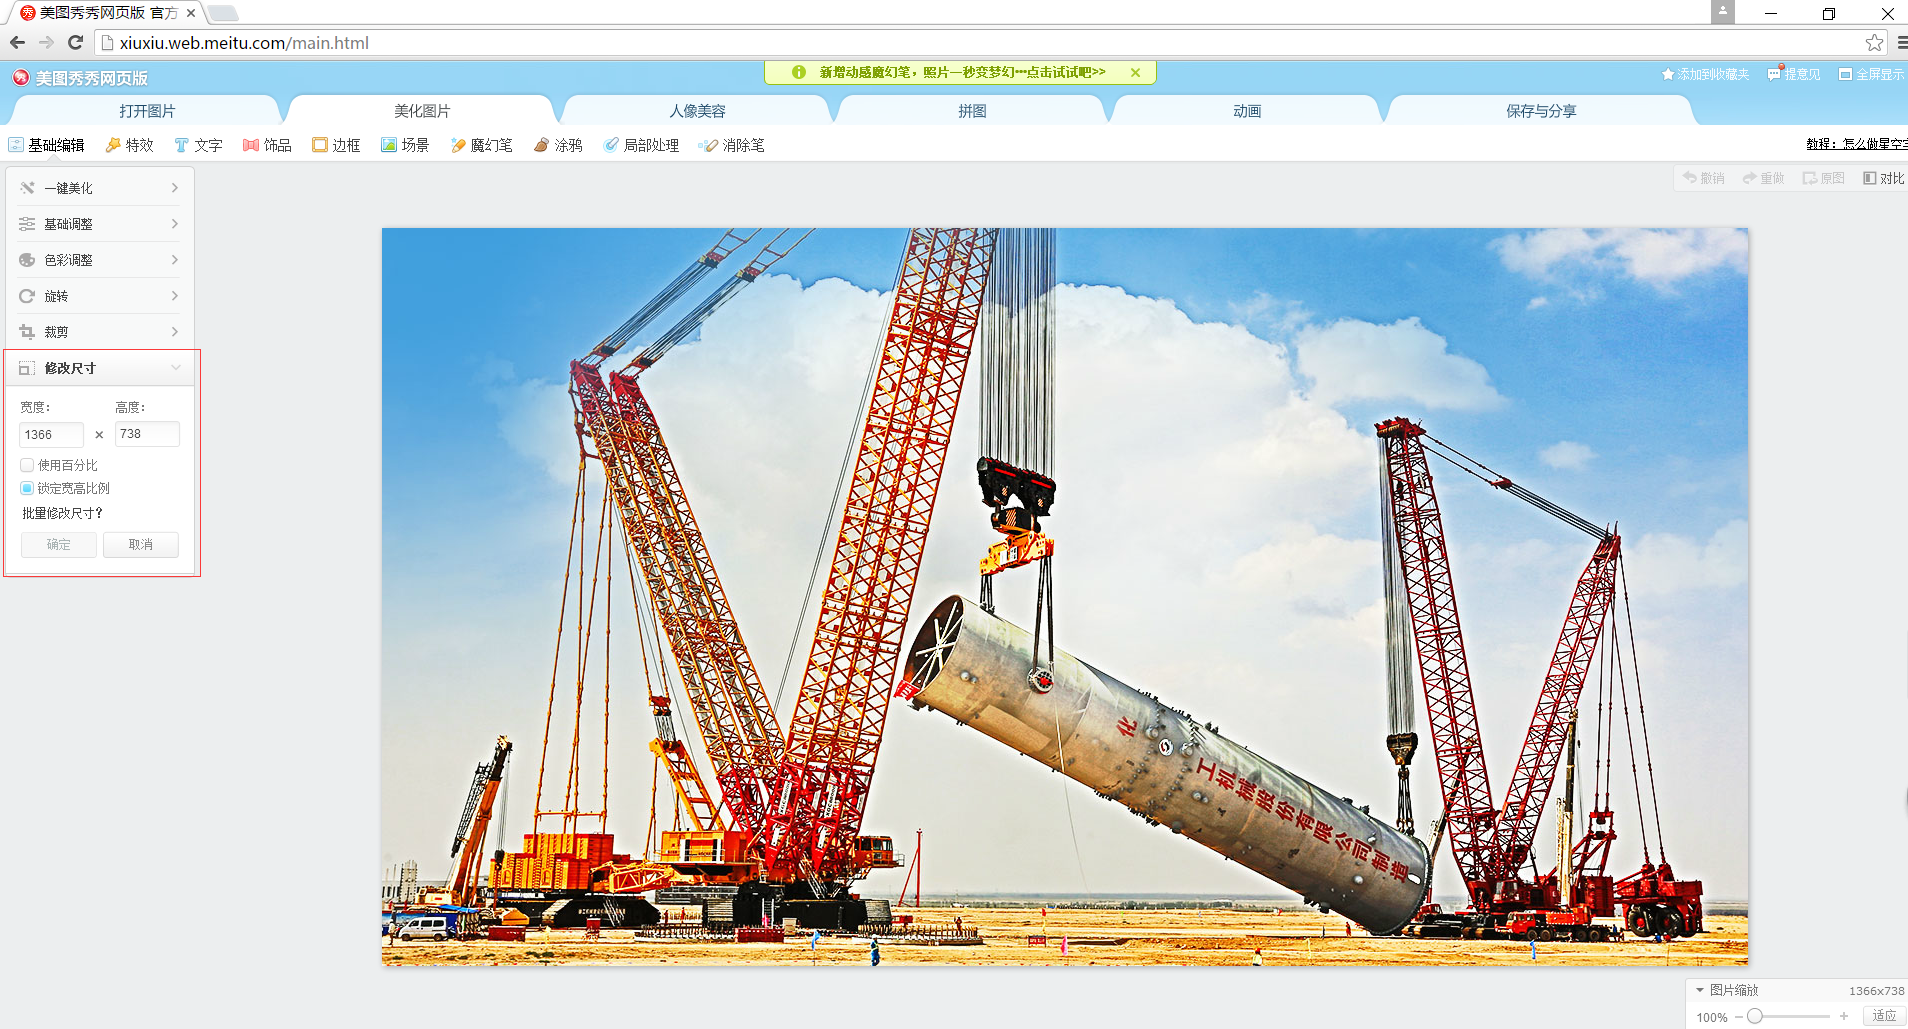 美图秀秀网页版 官方
xiuxiu.web.meitu.com/main.html
美图秀秀网页版
新增动感魔幻笔，照片一秒变梦幻···点击试试吧>>
添加到收藏夹
提意见
全屏显示
打开图片
美化图片
人像美容
拼图
动画
保存与分享
基础编辑
特效
文字
饰品
边框
场景
魔幻笔
涂鸦
局部处理
消除笔
教程：怎么做星空字
撤销
重做
原图
对比
一键美化
基础调整
色彩调整
旋转
裁剪
修改尺寸
宽度：
高度：
1366 × 738
使用百分比
锁定宽高比例
批量修改尺寸?
确定
取消
化
工机械股份有限公司制造
图片缩放
1366x738
100%
适应